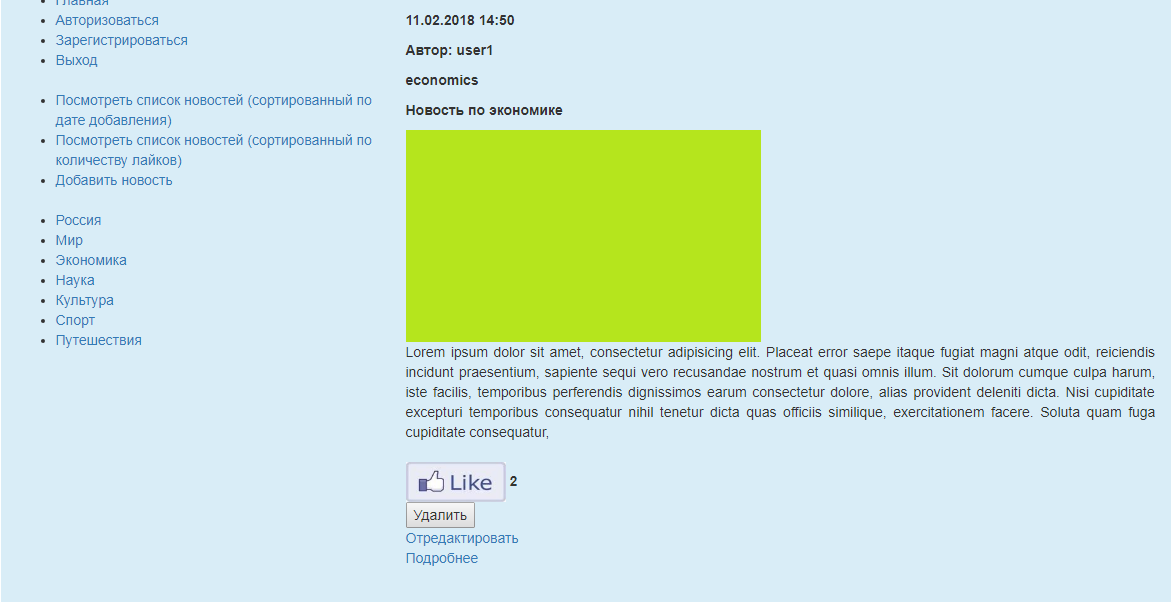 Главная
Авторизоваться
Зарегистрироваться
Выход
Посмотреть список новостей (сортированный по
дате добавления)
Посмотреть список новостей (сортированный по
количеству лайков)
Добавить новость
Россия
Мир
Экономика
Наука
Культура
Спорт
Путешествия
11.02.2018 14:50
Автор: user1
economics
Новость по экономике
Lorem ipsum dolor sit amet, consectetur adipisicing elit. Placeat error saepe itaque fugiat magni atque odit, reiciendis
incidunt praesentium, sapiente sequi vero recusandae nostrum et quasi omnis illum. Sit dolorum cumque culpa harum,
iste facilis, temporibus perferendis dignissimos earum consectetur dolore, alias provident deleniti dicta. Nisi cupiditate
excepturi temporibus consequatur nihil tenetur dicta quas officiis similique, exercitationem facere. Soluta quam fuga
cupiditate consequatur,
Like 2
Удалить
Отредактировать
Подробнее